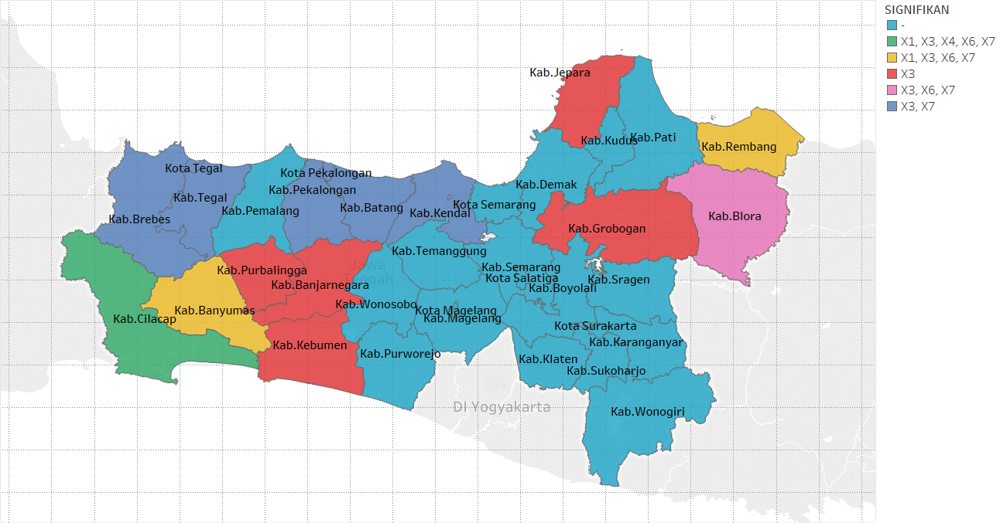 SIGNIFIKAN
-
X1, X3, X4, X6, X7
X1, X3, X6, X7
X3
X3, X6, X7
X3, X7
Kab.Jepara
Kab.Kudus
Kab.Pati
Kab.Rembang
Kota Tegal
Kota Pekalongan
Kab.Demak
Kab.Pekalongan
Kab.Tegal
Kota Semarang
Kab.Pemalang
Kab.Batang
Kab.Kendal
Kab.Blora
Kab.Brebes
Kab.Grobogan
Kab.Temanggung
Jawa
Tengah
Kab.Semarang
Kab.Purbalingga
Kota Salatiga
Kab.Sragen
Kab.Banjarnegara
Kab.Boyolali
Kab.Wonosobo
Kab.Banyumas
Kota Magelang
Kab.Cilacap
Kab.Magelang
Kota Surakarta
Kab.Kebumen
Kab.Karanganyar
Kab.Purworejo
Kab.Klaten
Kab.Sukoharjo
DI Yogyakarta
Kab.Wonogiri